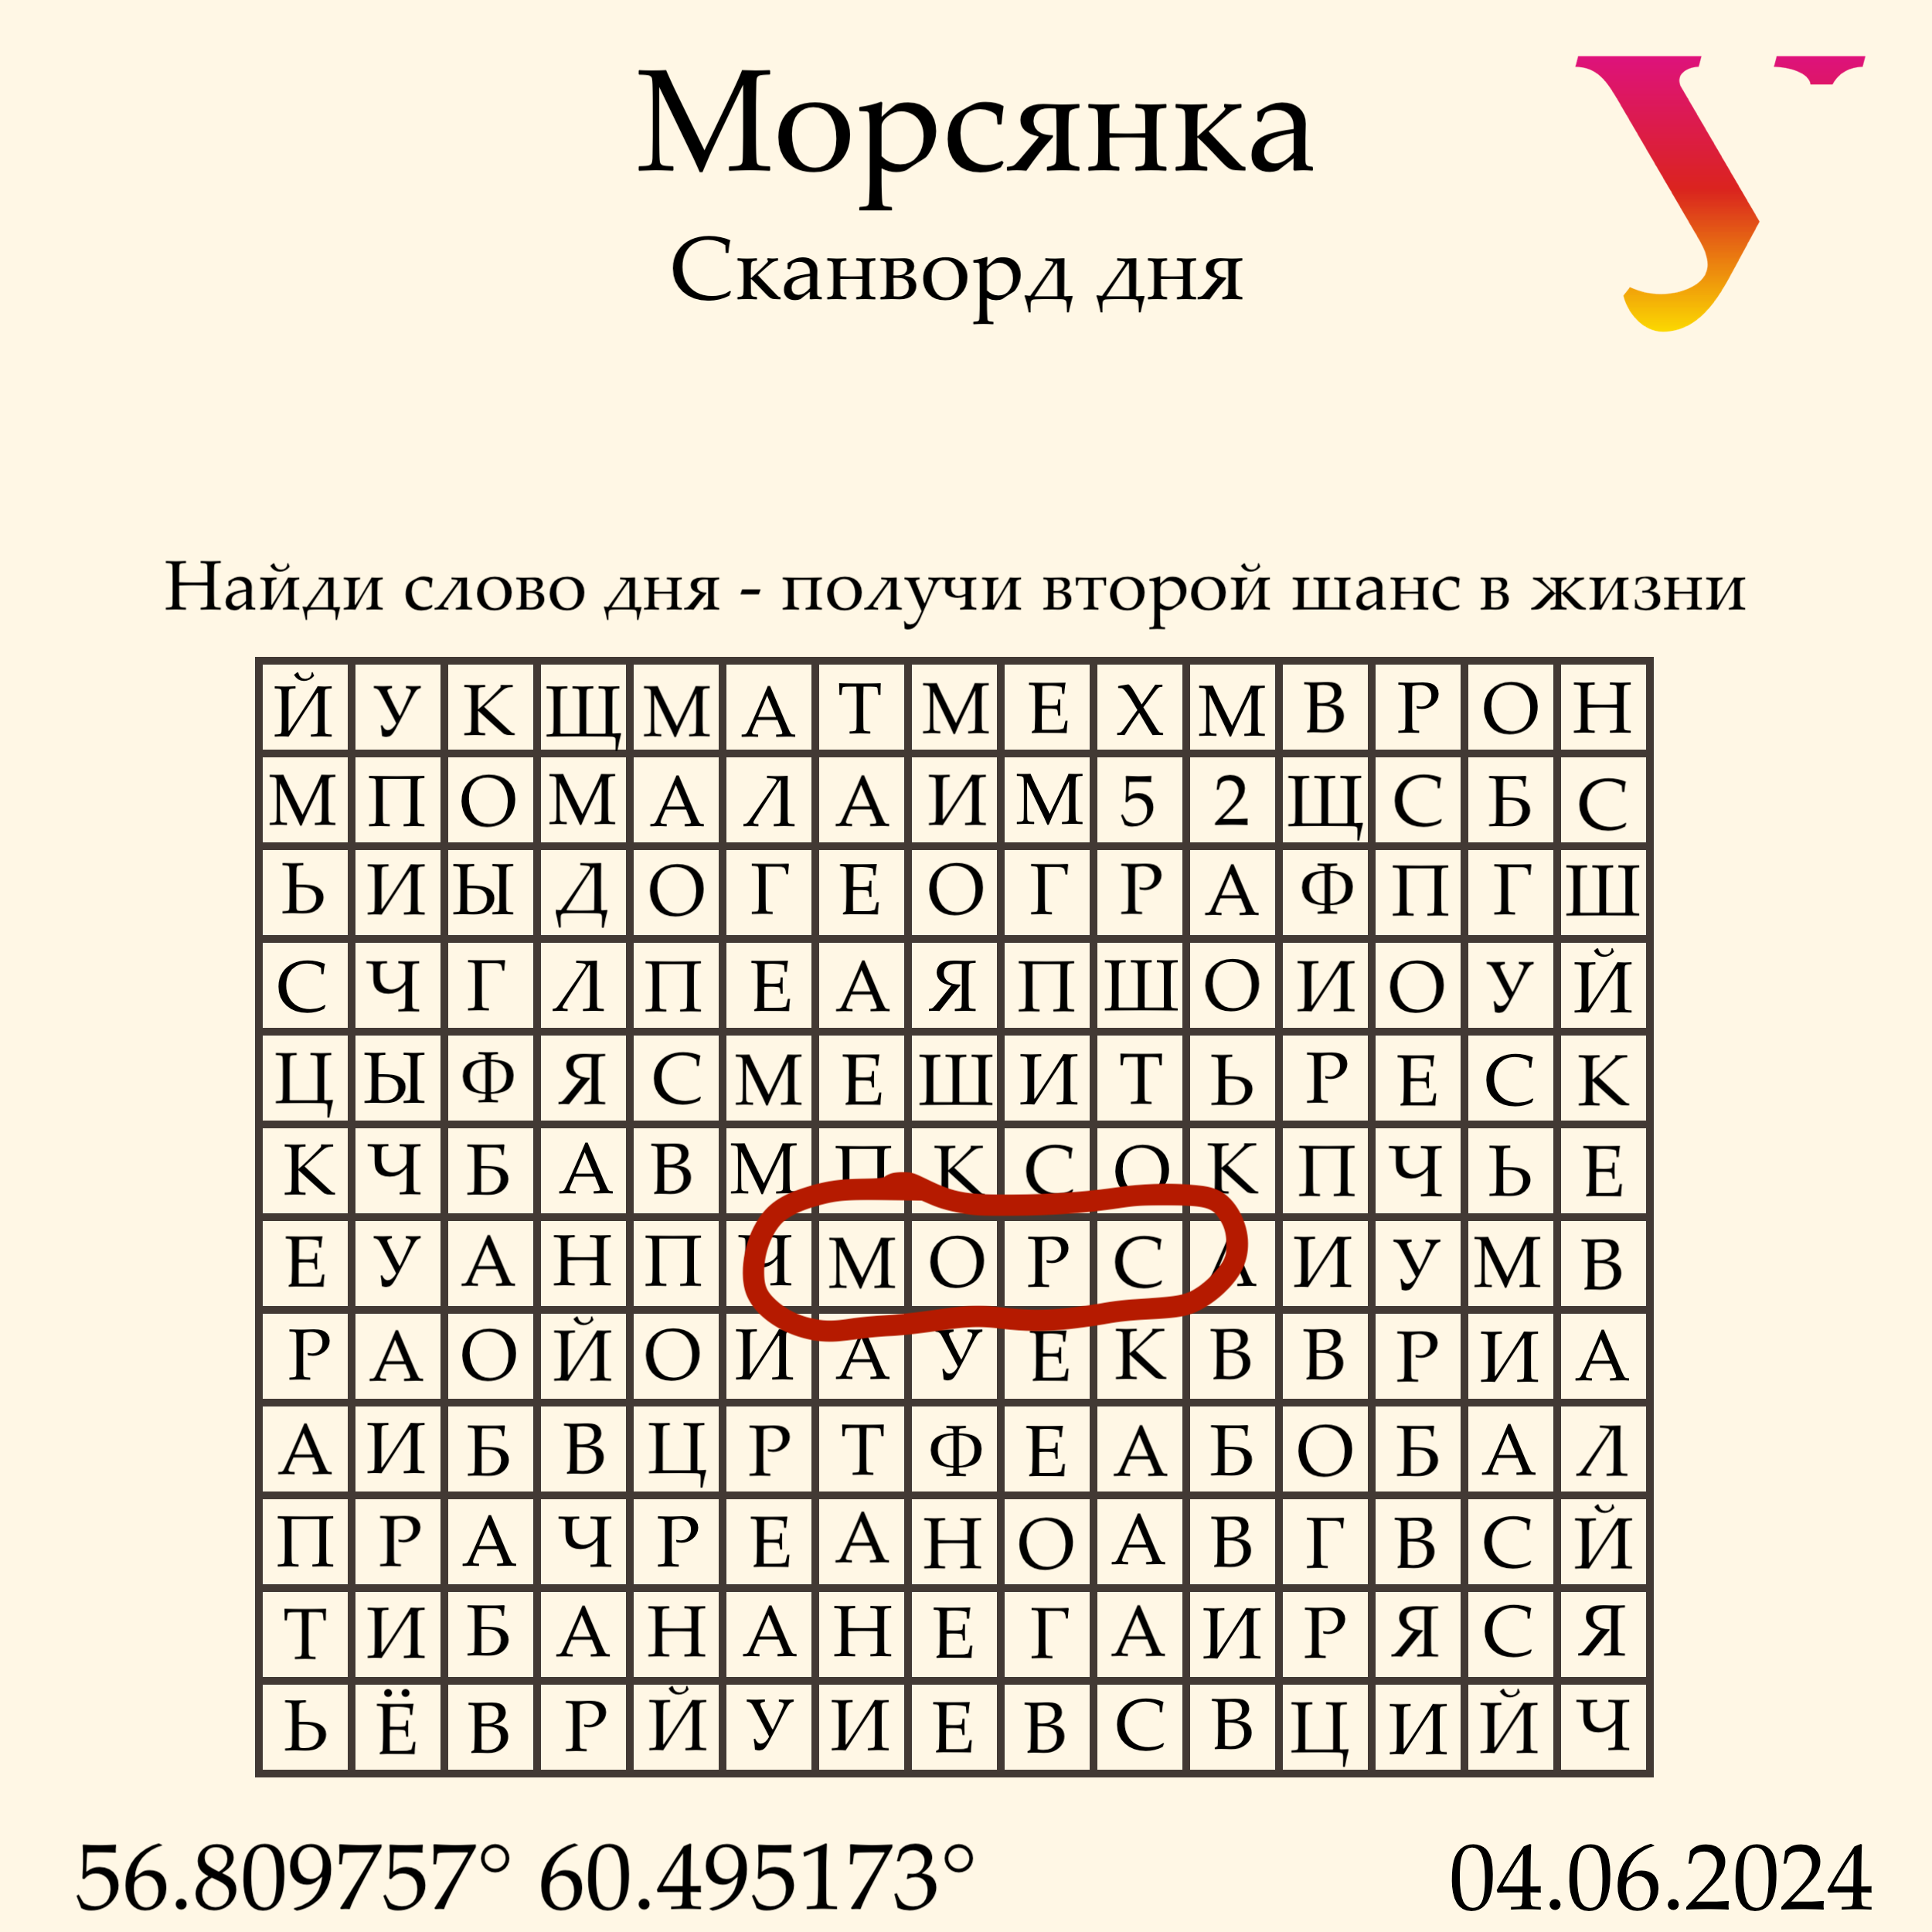 Морсянка
У
Сканворд дня
Найди слово дня - получи второй шанс в жизни
Й У К Щ М А Т М Е Х М В Р О Н
М П О М А Л А И М 5 2 Щ С Б С
Ь И Ы Д О Г Е О Г Р А Ф П Г Ш
С Ч Г Л П Е А Я П Ш О И О У Й
Ц Ы Ф Я С М Е Ш И Т Ь Р Е С К
К Ч Б А В М П К С О К П Ч Ь Е
Е У А Н П И М О Р С А И У М В
Р А О Й О И А У Е К В В Р И А
А И Б В Ц Р Т Ф Е А Б О Б А Л
П Р А Ч Р Е А Н О А В Г В С Й
Т И Б А Н А Н Е Г А И Р Я С Я
Ь Ё В Р Й У И Е В С В Ц И Й Ч
56.809757° 60.495173°
04.06.2024